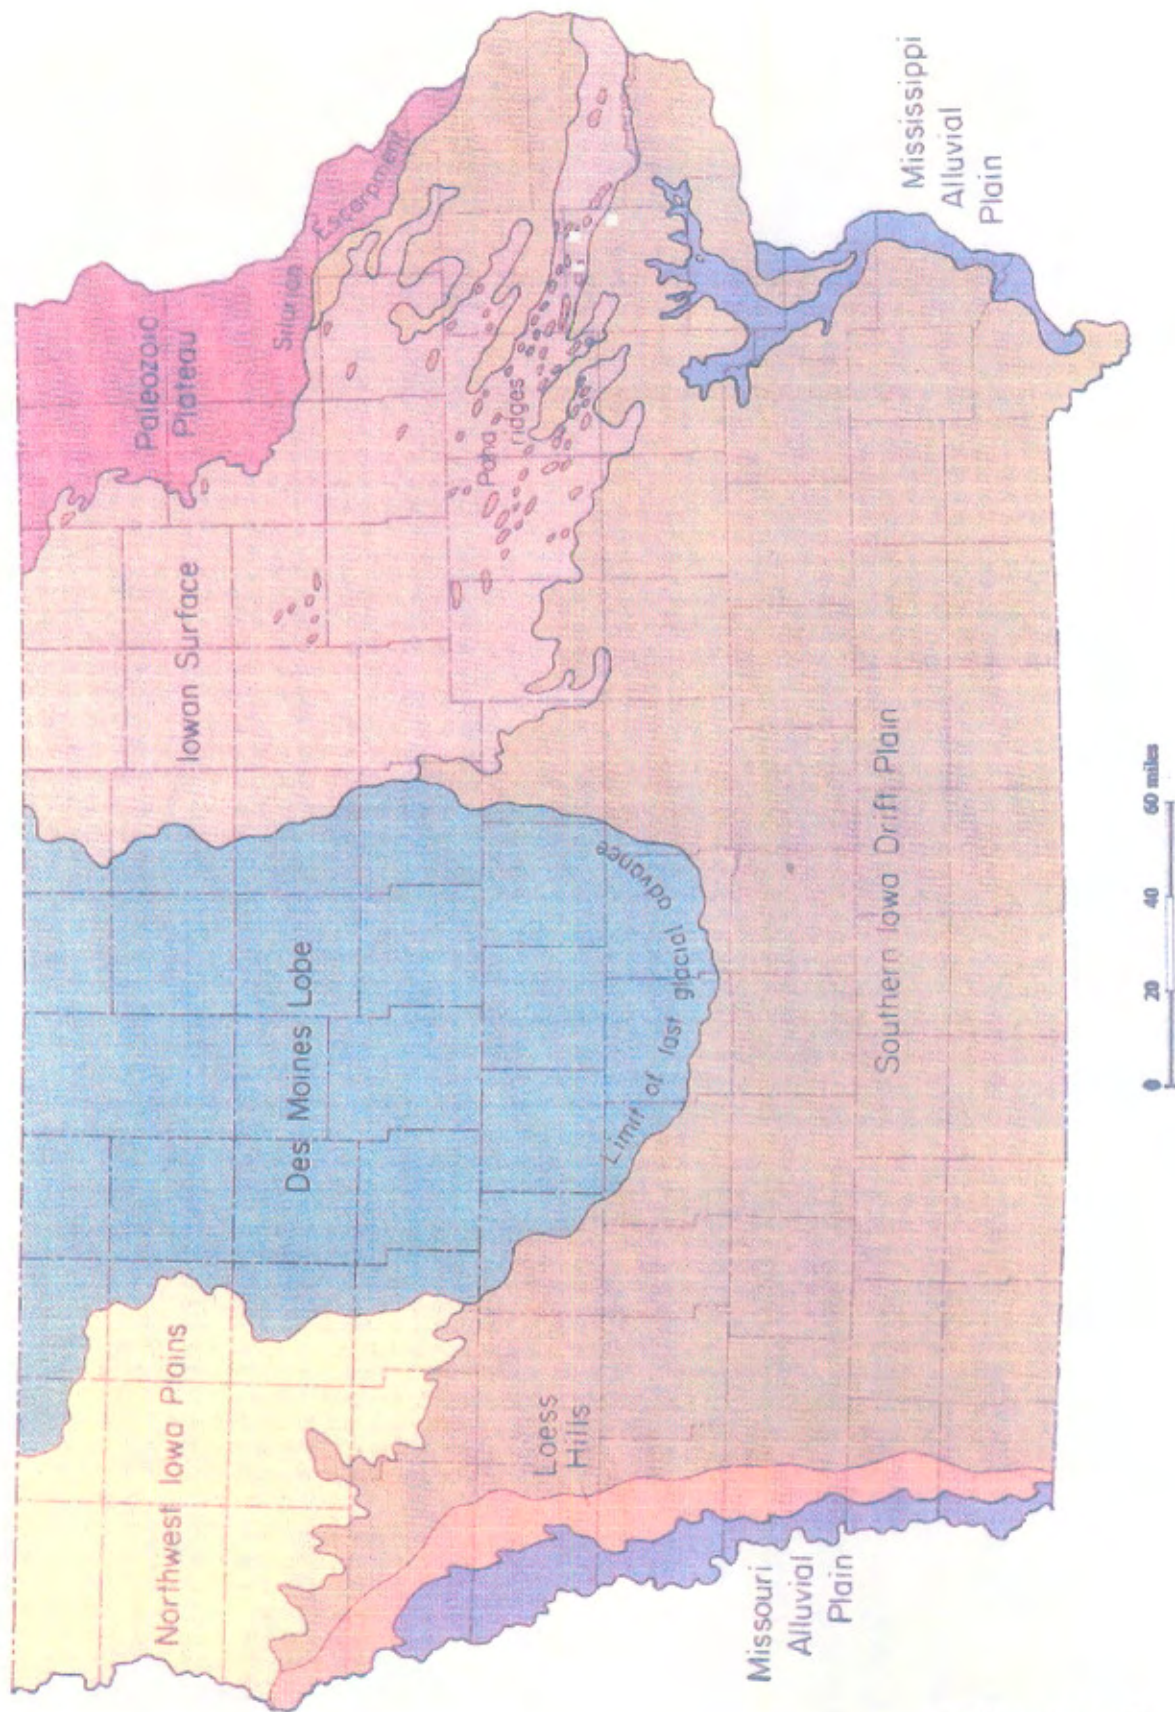 Paleozoic
Plateau
Silurian
Escarpment
Iowan Surface
Paha
ridges
Des Moines Lobe
Limit of last glacial advance
Northwest Iowa Plains
Loess
Hills
Southern Iowa Drift Plain
Mississippi
Alluvial
Plain
Missouri
Alluvial
Plain
0 20 40 60 miles